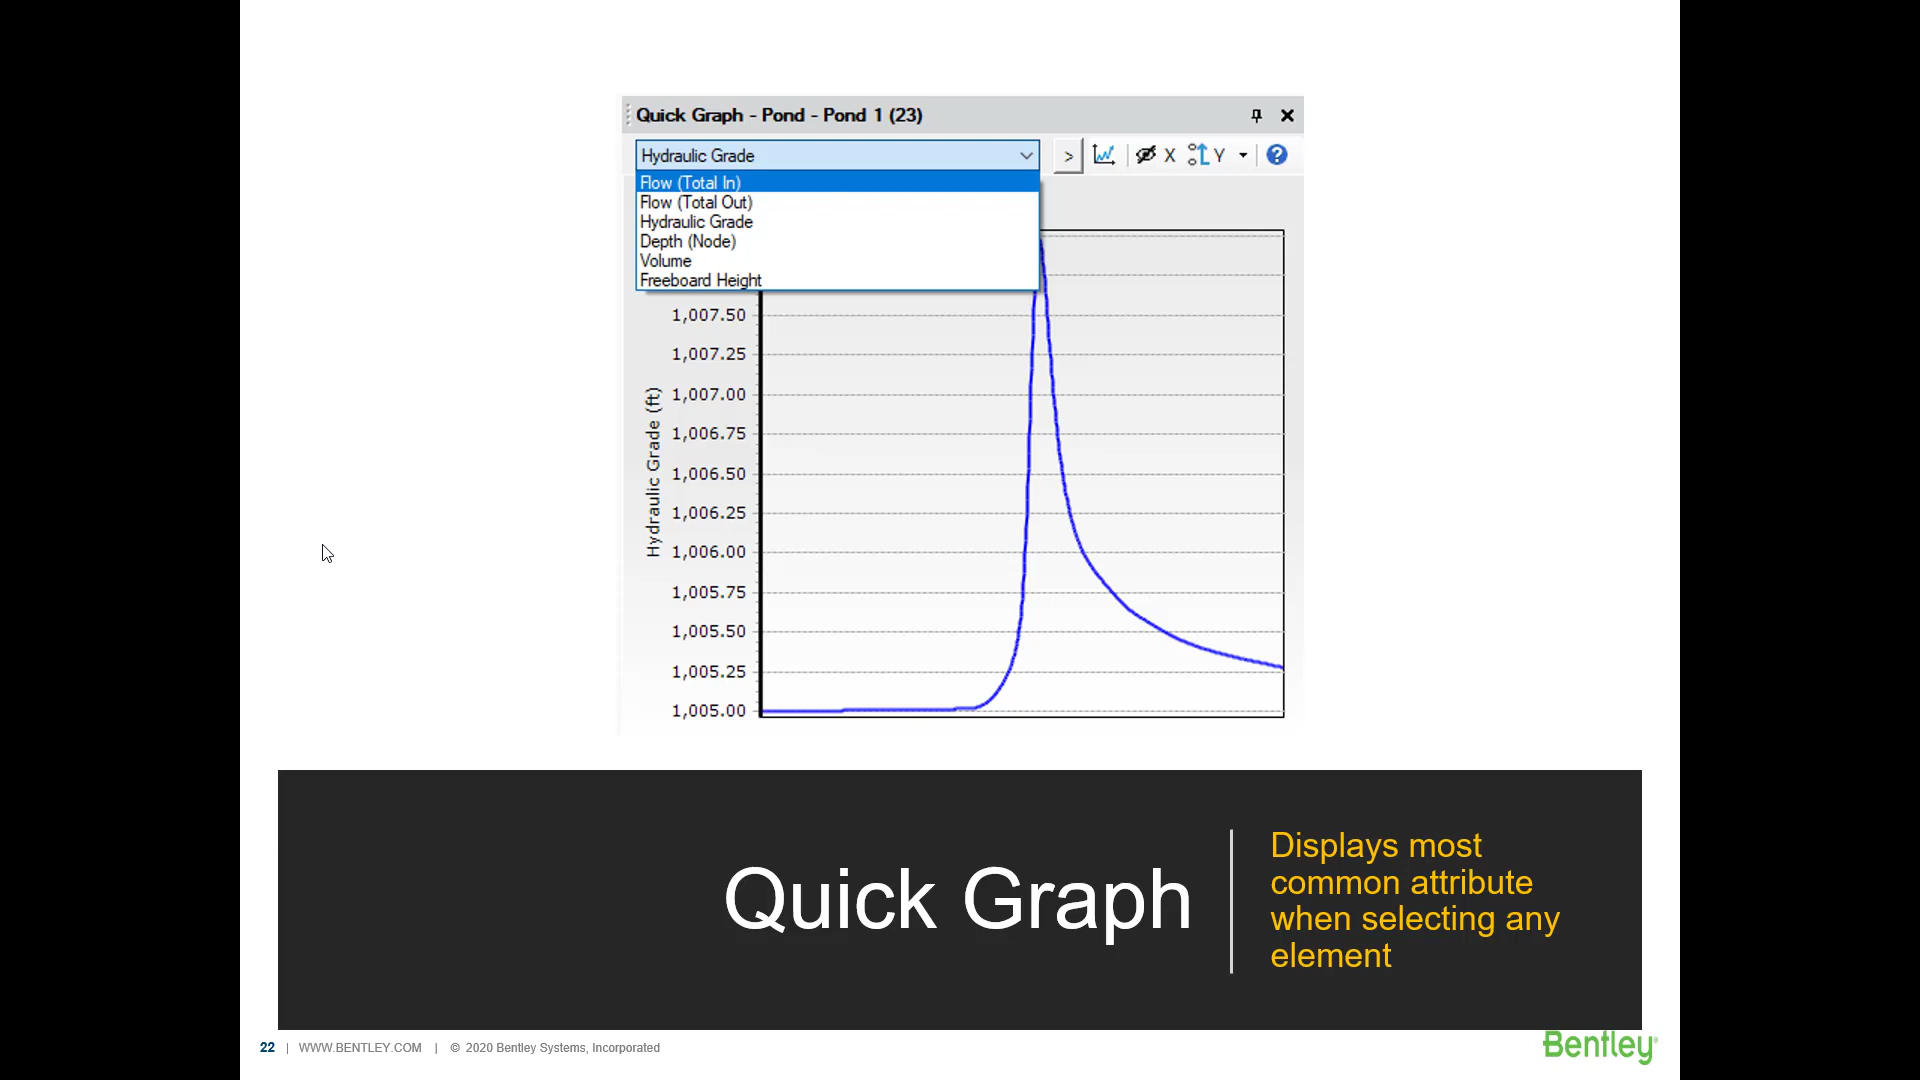 Quick Graph - Pond - Pond 1 (23)
Hydraulic Grade
> X Y
Flow (Total In)
Flow (Total Out)
Hydraulic Grade
Depth (Node)
Volume
Freeboard Height
1,007.50
1,007.25
1,007.00
1,006.75
1,006.50
1,006.25
1,006.00
1,005.75
1,005.50
1,005.25
1,005.00
Hydraulic Grade (ft)
Quick Graph
Displays most
common attribute
when selecting any
element
22 | WWW.BENTLEY.COM | © 2020 Bentley Systems, Incorporated
Bentley®